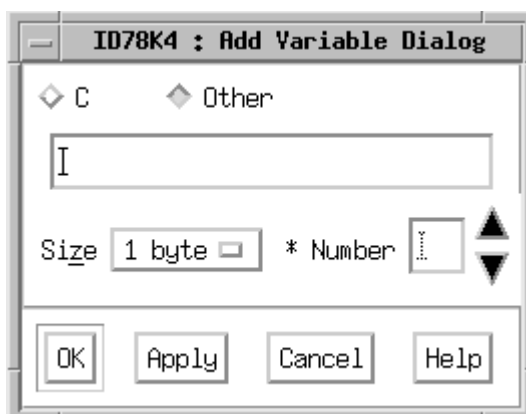 ID78K4 : Add Variable Dialog
C Other
Size 1 byte * Number
OK Apply Cancel Help